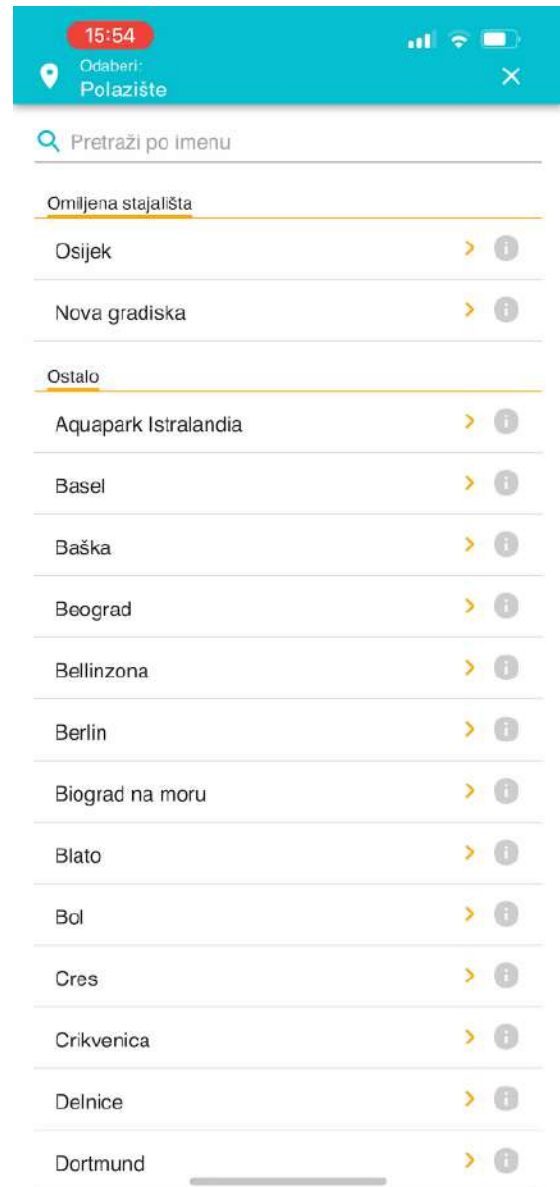 15:54
Odaberi:
Polazište
Pretraži po imenu
Omiljena stajališta
Osijek
Nova gradiska
Ostalo
Aquapark Istralandia
Basel
Baška
Beograd
Bellinzona
Berlin
Biograd na moru
Blato
Bol
Cres
Crikvenica
Delnice
Dortmund